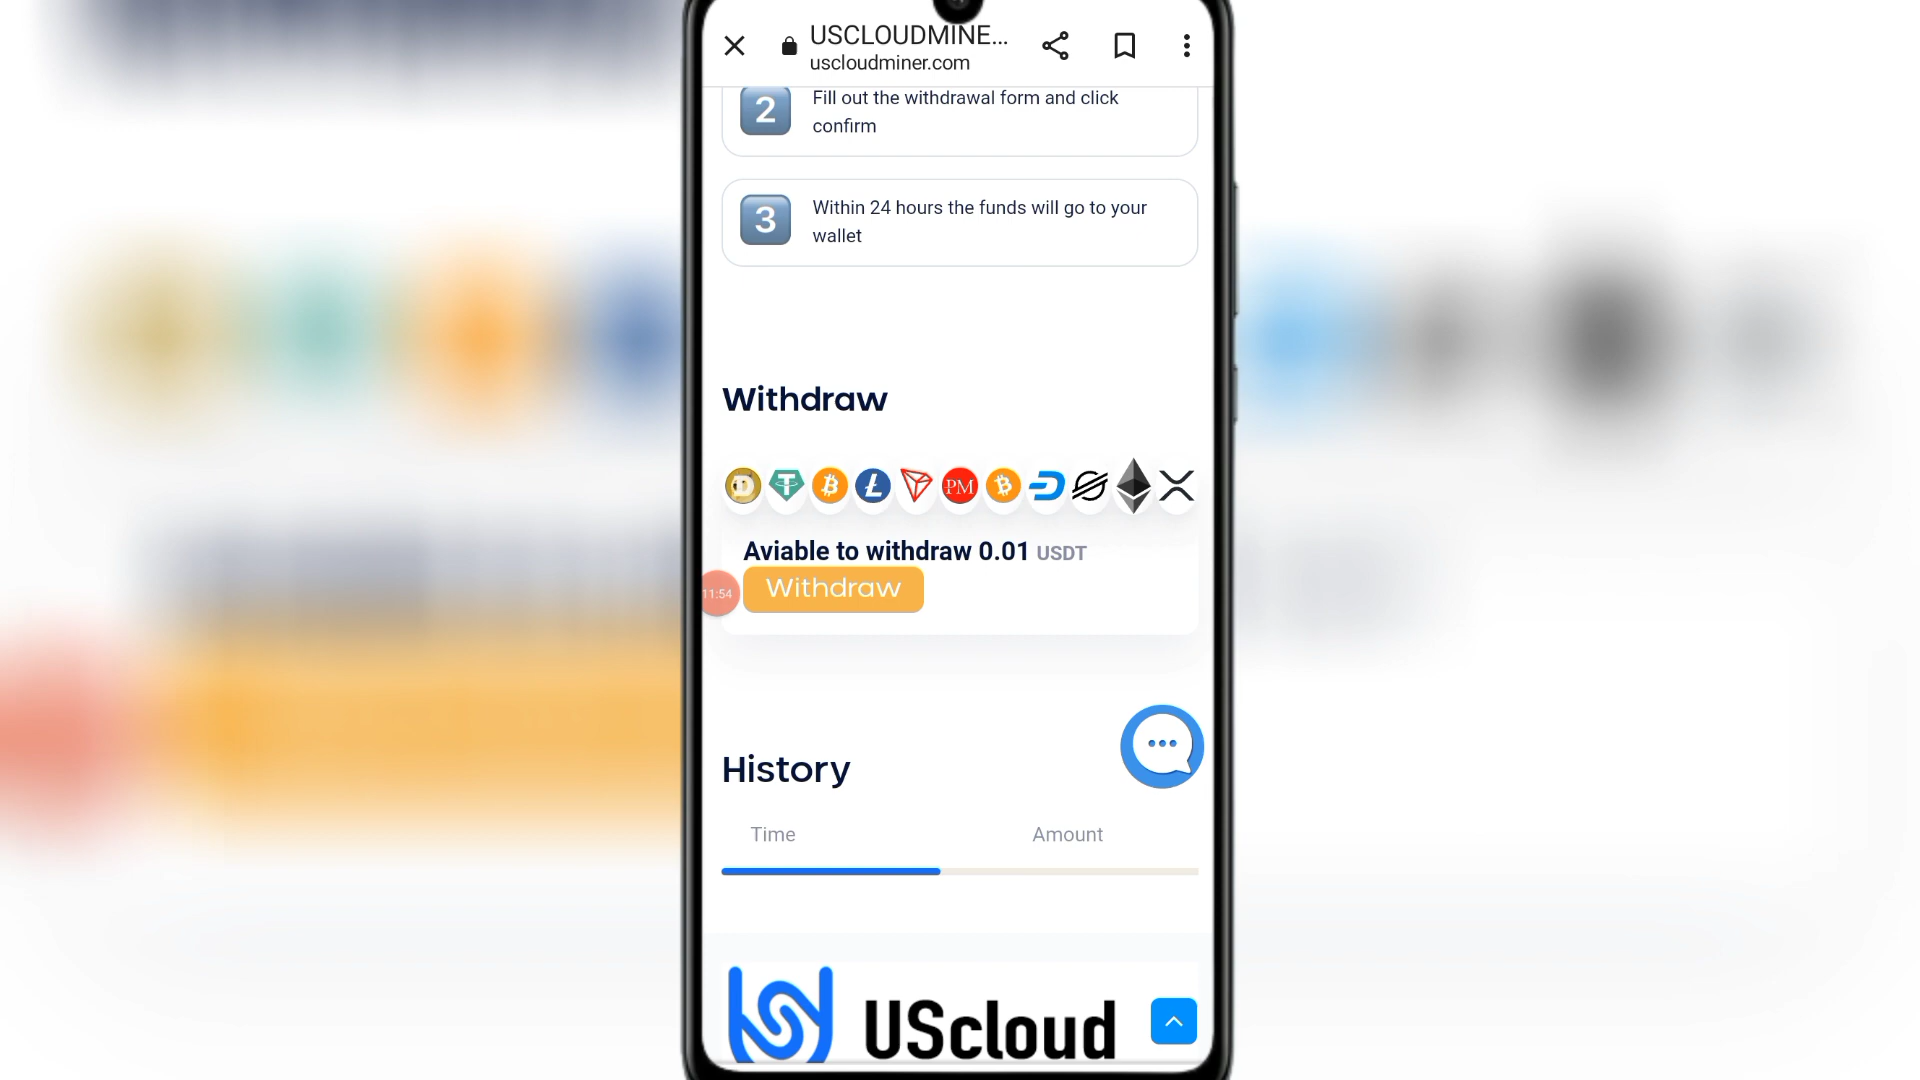 USCLOUDMINE...
uscloudminer.com
2
Fill out the withdrawal form and click
confirm
3
Within 24 hours the funds will go to your
wallet
Withdraw
PM
Aviable to withdraw 0.01 USDT
11:54
Withdraw
History
Time Amount
UScloud